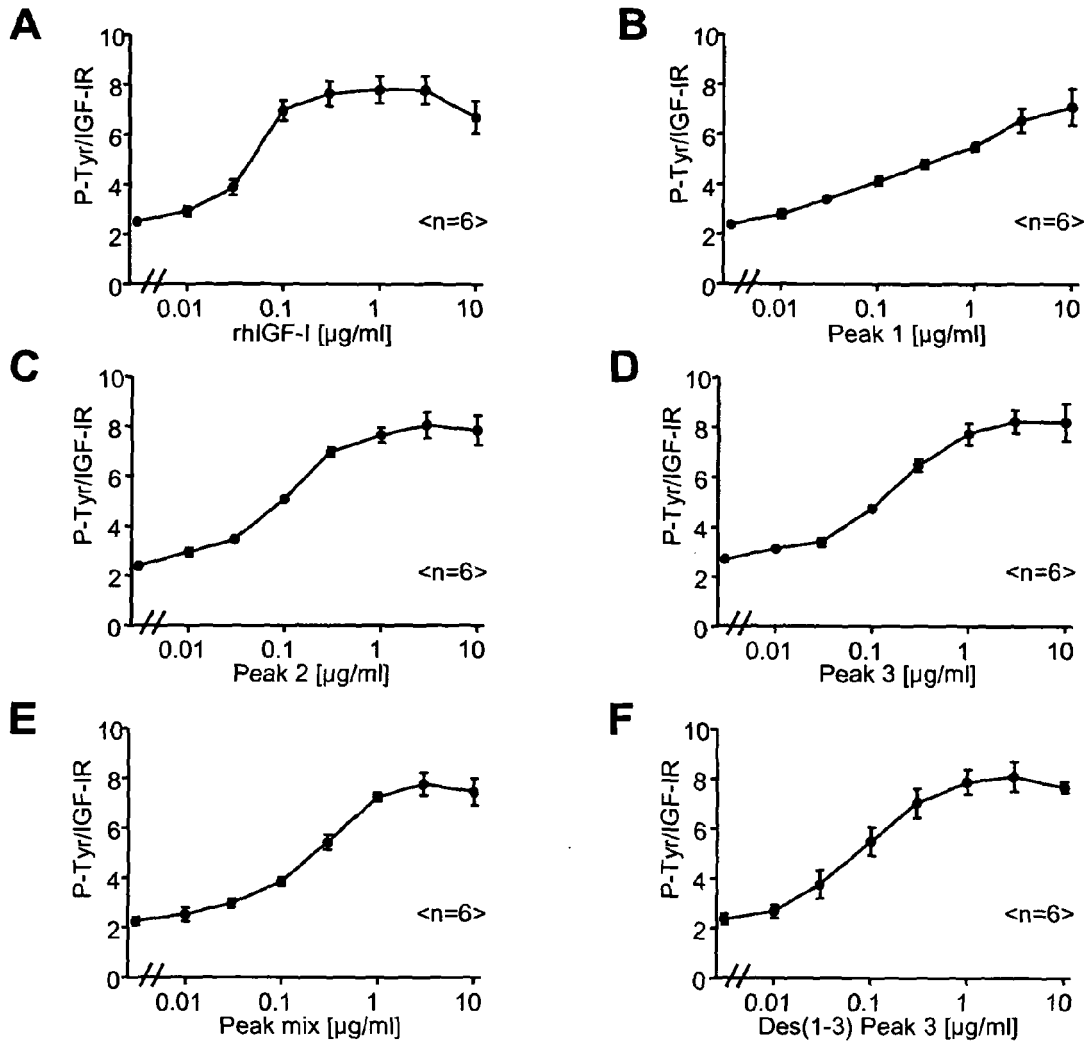 A
P-Tyr/IGF-IR
10
8
6
4
2
0
<n=6>
0.01 0.1 1 10
rhIGF-I [µg/ml]
B
P-Tyr/IGF-IR
10
8
6
4
2
0
<n=6>
0.01 0.1 1 10
Peak 1 [µg/ml]
C
P-Tyr/IGF-IR
10
8
6
4
2
0
<n=6>
0.01 0.1 1 10
Peak 2 [µg/ml]
D
P-Tyr/IGF-IR
10
8
6
4
2
0
<n=6>
0.01 0.1 1 10
Peak 3 [µg/ml]
E
P-Tyr/IGF-IR
10
8
6
4
2
0
<n=6>
0.01 0.1 1 10
Peak mix [µg/ml]
F
P-Tyr/IGF-IR
10
8
6
4
2
0
<n=6>
0.01 0.1 1 10
Des(1-3) Peak 3 [µg/ml]